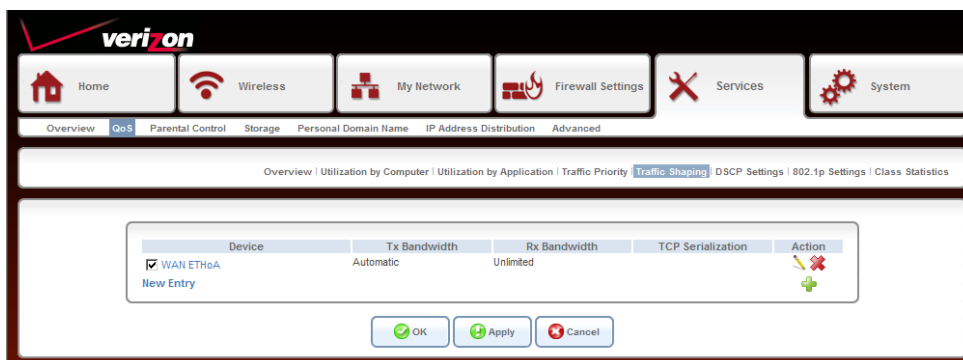 verizon
Home Wireless My Network Firewall Settings Services System
Overview QoS Parental Control Storage Personal Domain Name IP Address Distribution Advanced
Overview | Utilization by Computer | Utilization by Application | Traffic Priority | Traffic Shaping | DSCP Settings | 802.1p Settings | Class Statistics
Device Tx Bandwidth Rx Bandwidth TCP Serialization Action
WAN ETHoA Automatic Unlimited
New Entry
OK Apply Cancel